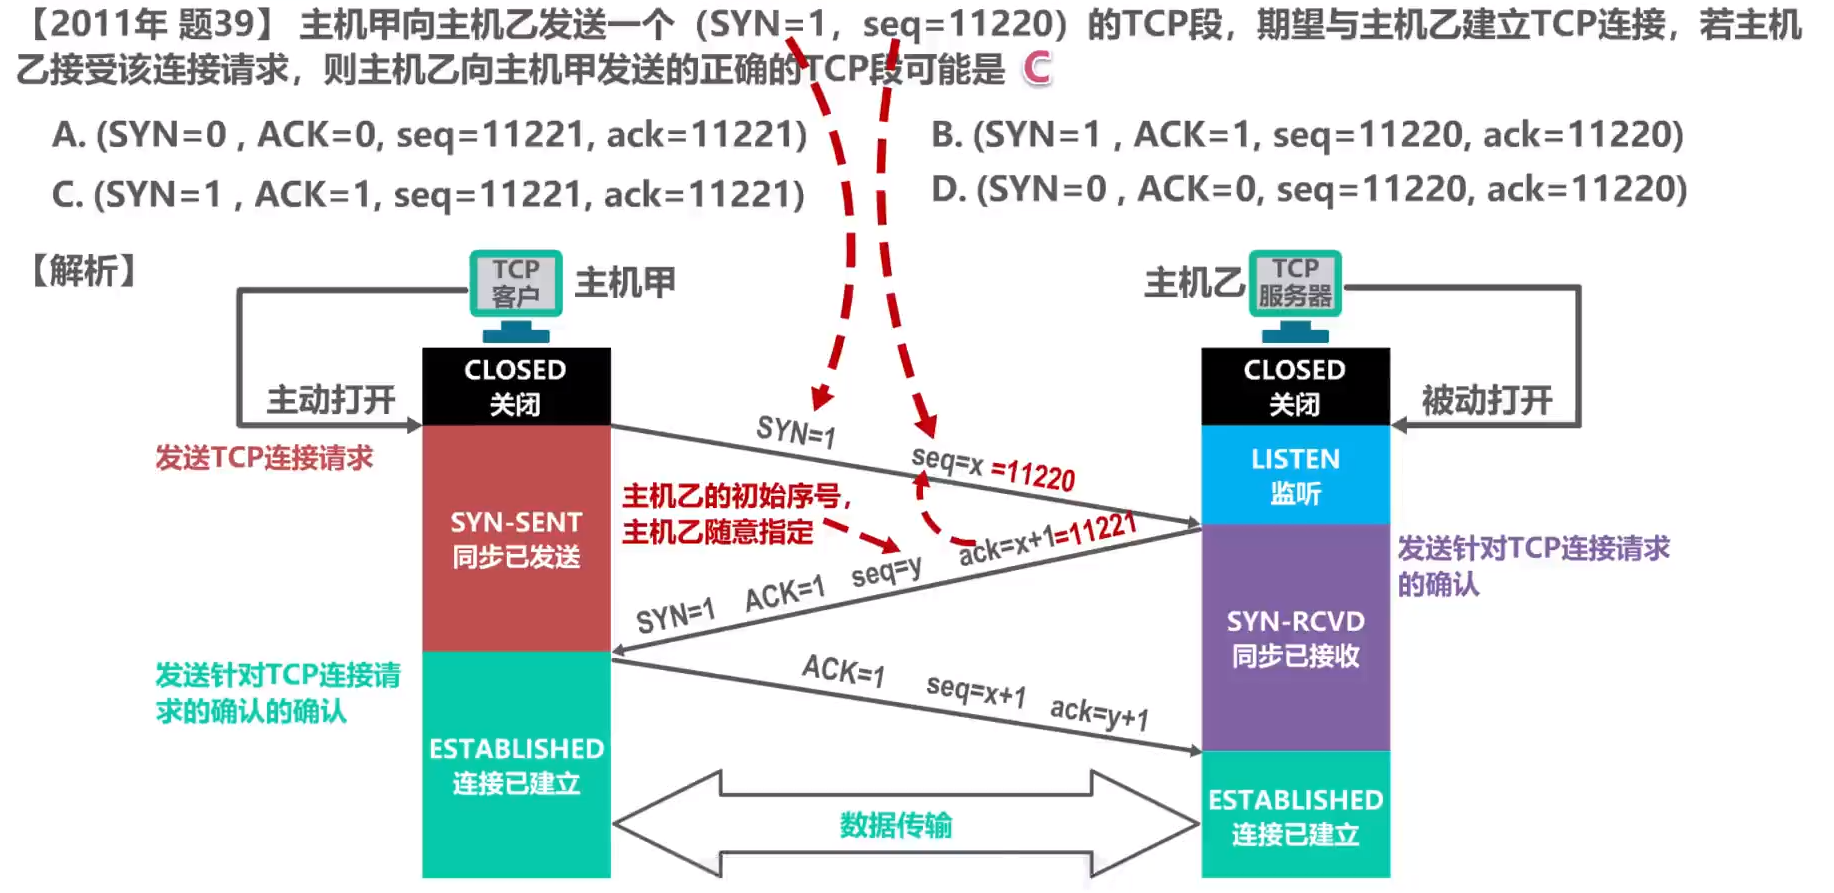 【2011年 题39】 主机甲向主机乙发送一个（SYN=1，seq=11220）的TCP段，期望与主机乙建立TCP连接，若主机
乙接受该连接请求，则主机乙向主机甲发送的正确的TCP段可能是 C
A. (SYN=0 , ACK=0, seq=11221, ack=11221)
B. (SYN=1 , ACK=1, seq=11220, ack=11220)
C. (SYN=1 , ACK=1, seq=11221, ack=11221)
D. (SYN=0 , ACK=0, seq=11220, ack=11220)
【解析】
TCP
客户
主机甲
主机乙
TCP
服务器
CLOSED
关闭
CLOSED
关闭
主动打开
被动打开
发送TCP连接请求
SYN=1
seq=x =11220
LISTEN
监听
主机乙的初始序号，
主机乙随意指定
SYN-SENT
同步已发送
SYN=1 ACK=1 seq=y ack=x+1=11221
发送针对TCP连接请求
的确认
SYN-RCVD
同步已接收
发送针对TCP连接请
求的确认的确认
ACK=1 seq=x+1 ack=y+1
ESTABLISHED
连接已建立
ESTABLISHED
连接已建立
数据传输